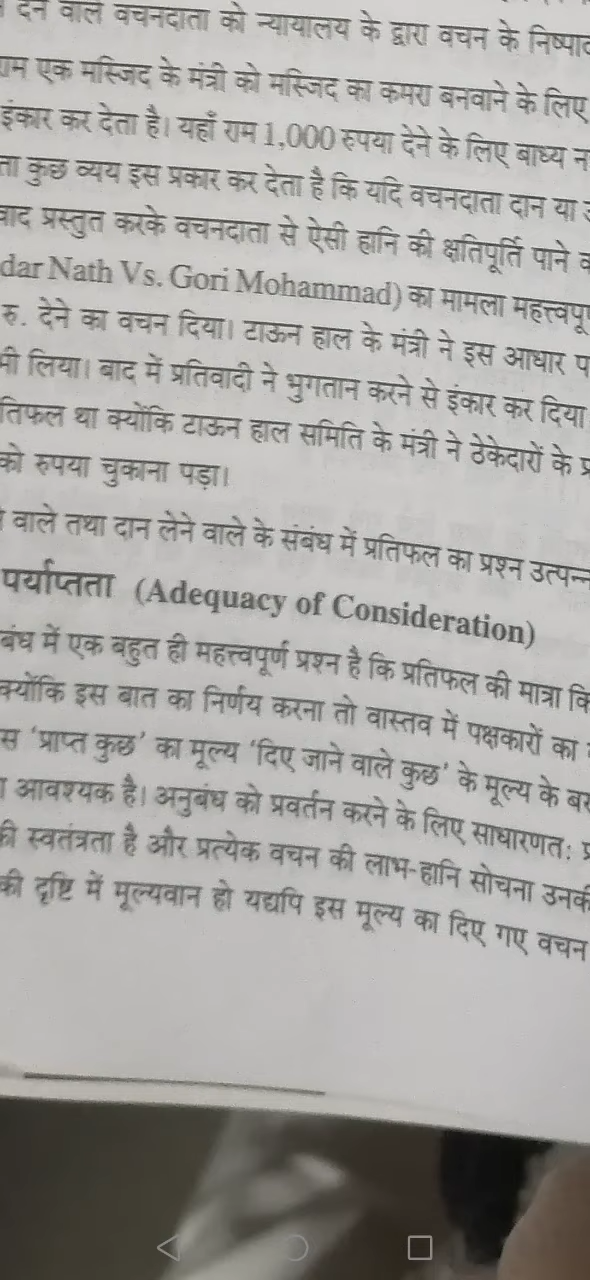 देने वाले वचनदाता को न्यायालय के द्वारा वचन के
एक मस्जिद के मंत्री को मस्जिद का कमरा बनवाने के लिए
इंकार कर देता है। यहाँ राम 1,000 रुपया देने के लिए बाध्य
कुछ व्यय इस प्रकार कर देता है कि यदि वचनदाता दान या
प्रस्तुत करके वचनदाता से ऐसी हानि की क्षतिपूर्ति पाने
dar Nath Vs. Gori Mohammad) का मामला
रु. देने का वचन दिया। टाऊन हाल के मंत्री ने इस आधार
लिया। बाद में प्रतिवादी ने भुगतान करने से इंकार कर दिया
तिफल था क्योंकि टाऊन हाल समिति के मंत्री ने ठेकेदारों के
को रुपया चुकाना पड़ा।
वाले तथा दान लेने वाले के संबंध में प्रतिफल का प्रश्न उत्पन्न
पर्याप्तता (Adequacy of Consideration)
बंध में एक बहुत ही महत्त्वपूर्ण प्रश्न है कि प्रतिफल की मात्रा
क्योंकि इस बात का निर्णय करना तो वास्तव में पक्षकारों का
'प्राप्त कुछ' का मूल्य 'दिए जाने वाले कुछ' के मूल्य के
आवश्यक है। अनुबंध को प्रवर्तन करने के लिए साधारणतः
की स्वतंत्रता है और प्रत्येक वचन की लाभ-हानि सोचना
की दृष्टि में मूल्यवान हो यद्यपि इस मूल्य का दिए गए वचन